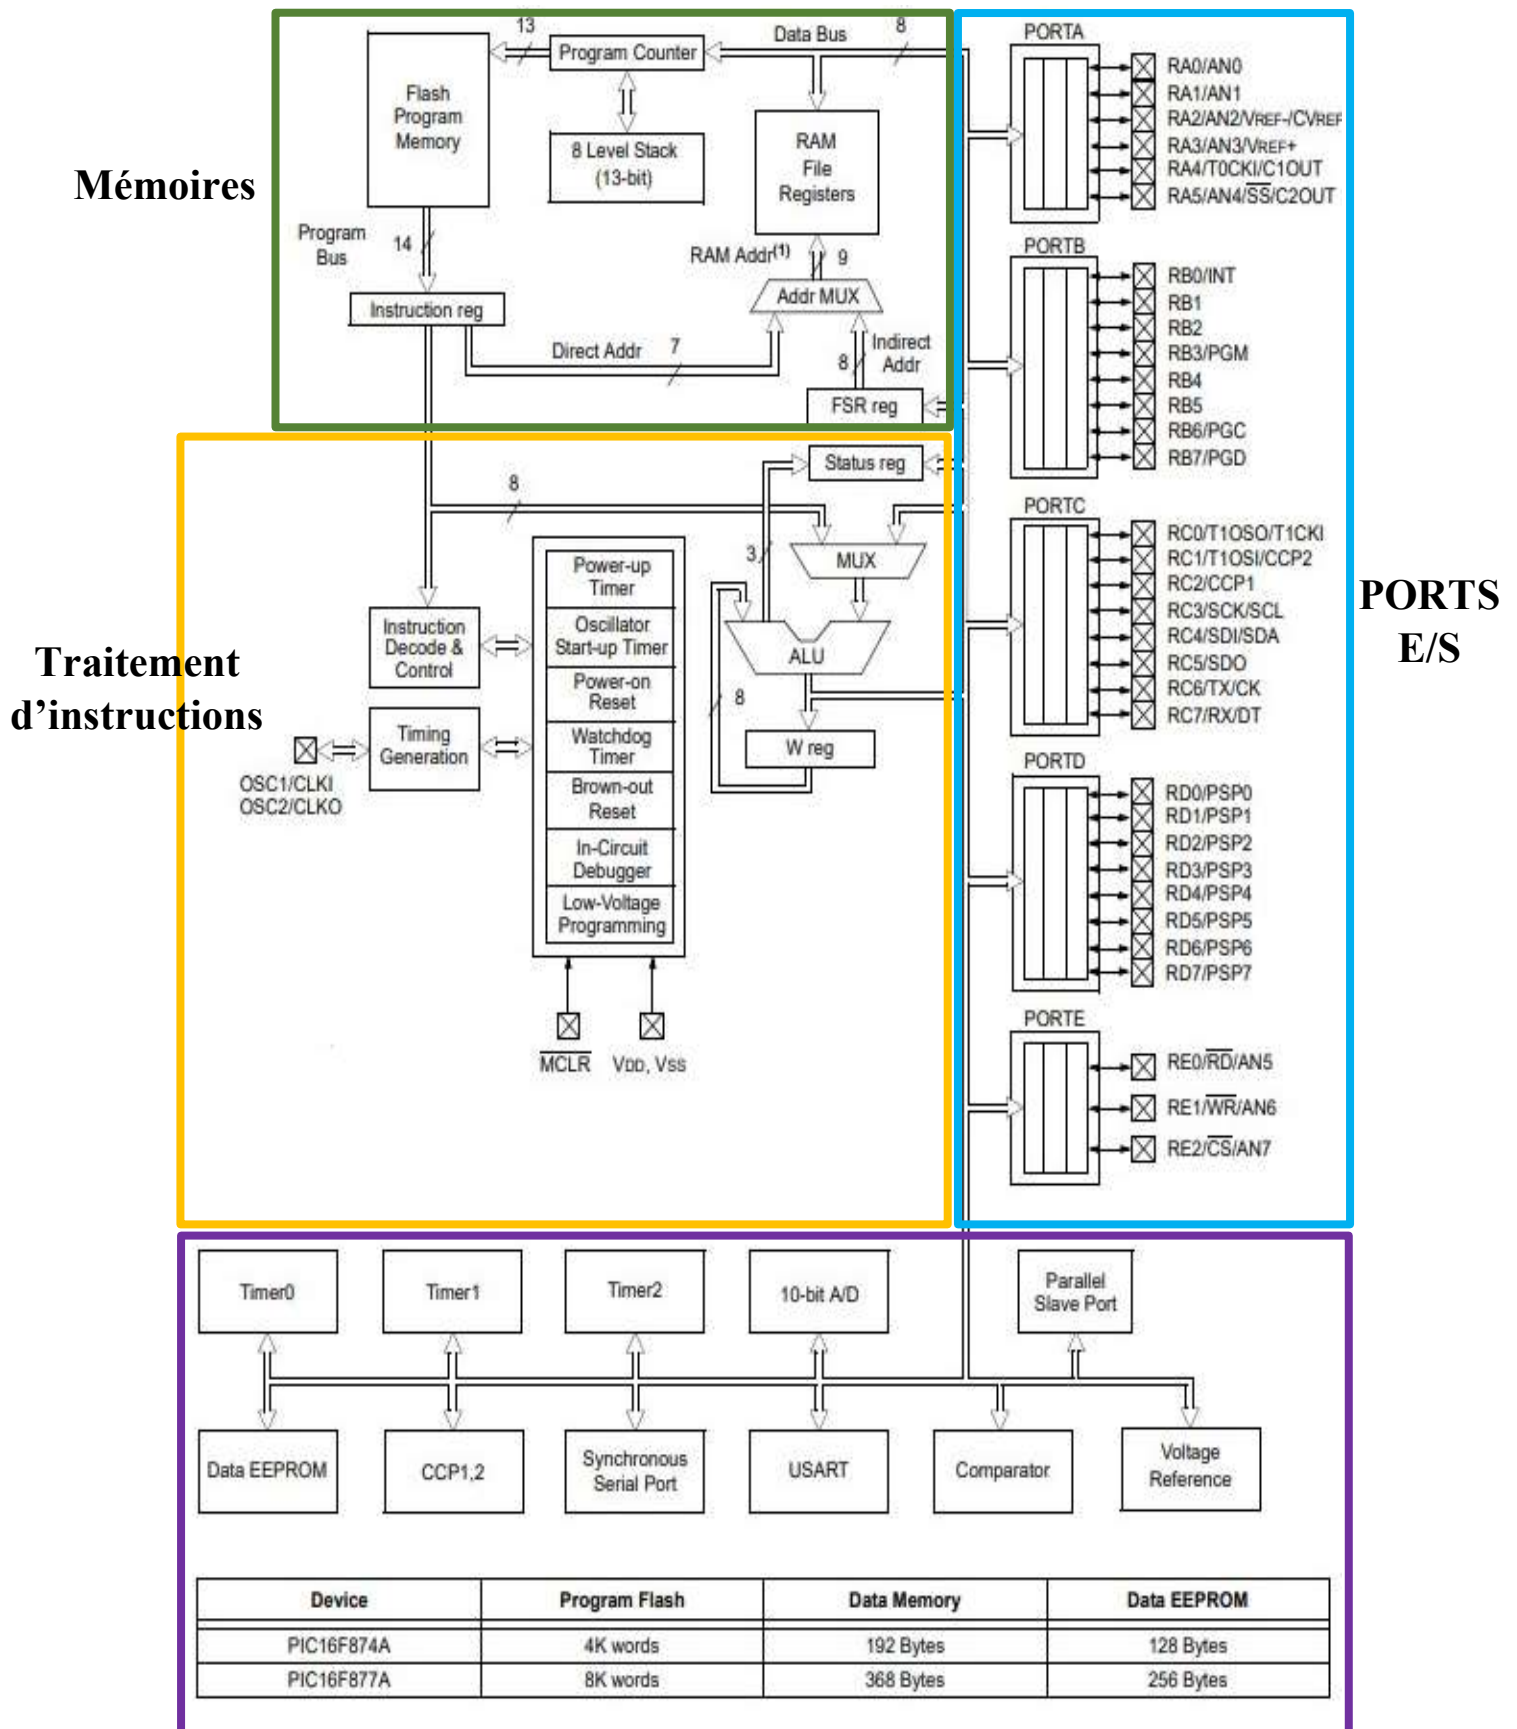 Mémoires
Flash
Program
Memory
13
Program Counter
Data Bus
8
8 Level Stack
(13-bit)
RAM
File
Registers
Program
Bus
14
RAM Addr(1)
9
Addr MUX
Instruction reg
Direct Addr
7
Indirect
Addr
8
FSR reg
Traitement
d'instructions
Status reg
8
3
MUX
Power-up
Timer
Oscillator
Start-up Timer
Power-on
Reset
Watchdog
Timer
Brown-out
Reset
In-Circuit
Debugger
Low-Voltage
Programming
Instruction
Decode &
Control
Timing
Generation
OSC1/CLKI
OSC2/CLKO
ALU
8
W reg
MCLR
VDD, VSS
PORTS
E/S
PORTA
RA0/AN0
RA1/AN1
RA2/AN2/VREF-/CVREF
RA3/AN3/VREF+
RA4/T0CKI/C1OUT
RA5/AN4/SS/C2OUT
PORTB
RB0/INT
RB1
RB2
RB3/PGM
RB4
RB5
RB6/PGC
RB7/PGD
PORTC
RC0/T1OSO/T1CKI
RC1/T1OSI/CCP2
RC2/CCP1
RC3/SCK/SCL
RC4/SDI/SDA
RC5/SDO
RC6/TX/CK
RC7/RX/DT
PORTD
RD0/PSP0
RD1/PSP1
RD2/PSP2
RD3/PSP3
RD4/PSP4
RD5/PSP5
RD6/PSP6
RD7/PSP7
PORTE
RE0/RD/AN5
RE1/WR/AN6
RE2/CS/AN7
Timer0
Timer1
Timer2
10-bit A/D
Parallel
Slave Port
Data EEPROM
CCP1,2
Synchronous
Serial Port
USART
Comparator
Voltage
Reference
Device Program Flash Data Memory Data EEPROM
PIC16F874A 4K words 192 Bytes 128 Bytes
PIC16F877A 8K words 368 Bytes 256 Bytes